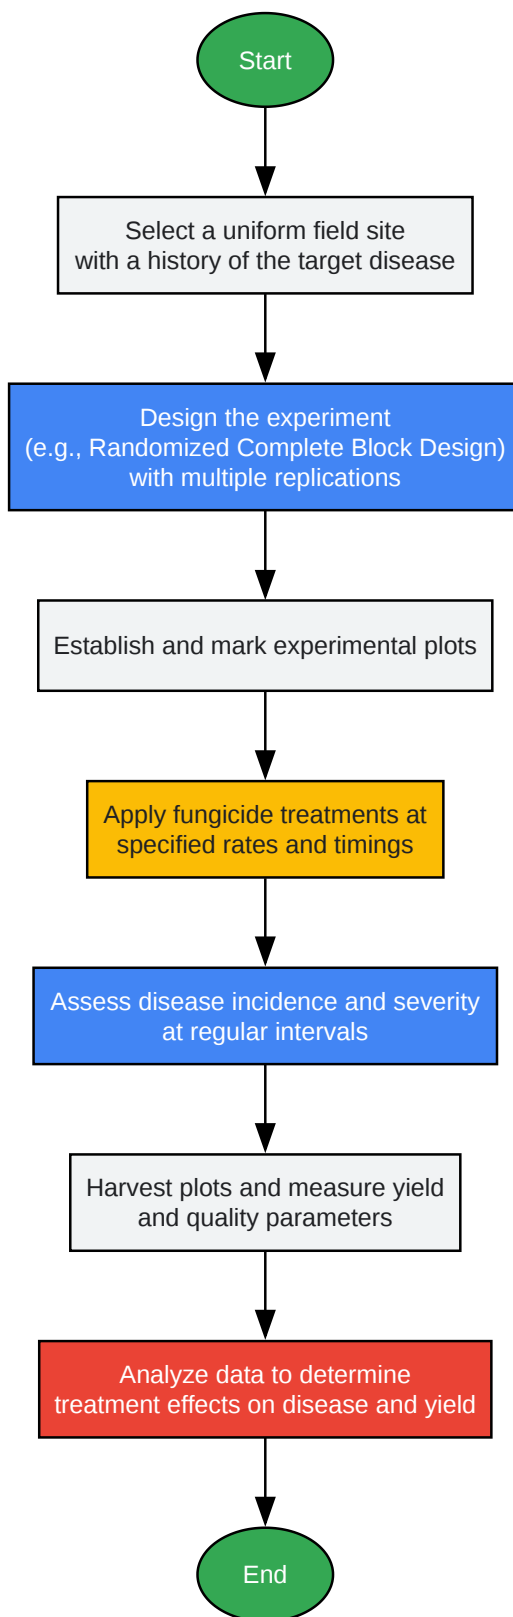 Start
Select a uniform field site
with a history of the target disease
Design the experiment
(e.g., Randomized Complete Block Design)
with multiple replications
Establish and mark experimental plots
Apply fungicide treatments at
specified rates and timings
Assess disease incidence and severity
at regular intervals
Harvest plots and measure yield
and quality parameters
Analyze data to determine
treatment effects on disease and yield
End